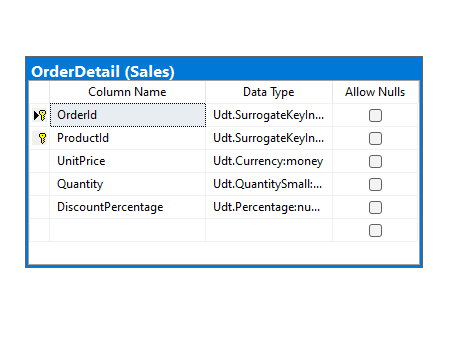 OrderDetail (Sales)
Column Name Data Type Allow Nulls
OrderId Udt.SurrogateKeyIn...
ProductId Udt.SurrogateKeyIn...
UnitPrice Udt.Currency:money
Quantity Udt.QuantitySmall:...
DiscountPercentage Udt.Percentage:nu...